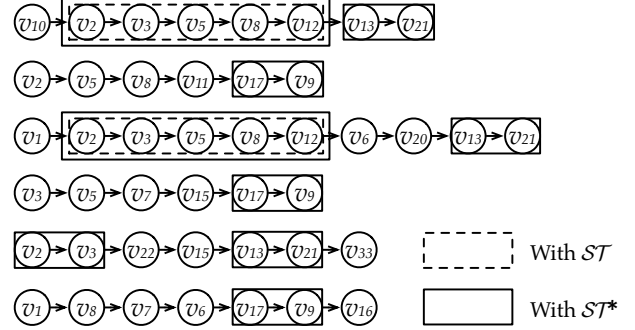 v10 v2 v3 v5 v8 v12 v13 v21
v2 v5 v8 v11 v17 v9
v1 v2 v3 v5 v8 v12 v6 v20 v13 v21
v3 v5 v7 v15 v17 v9
v2 v3 v22 v15 v13 v21 v33
With ST
v1 v8 v7 v6 v17 v9 v16
With ST*